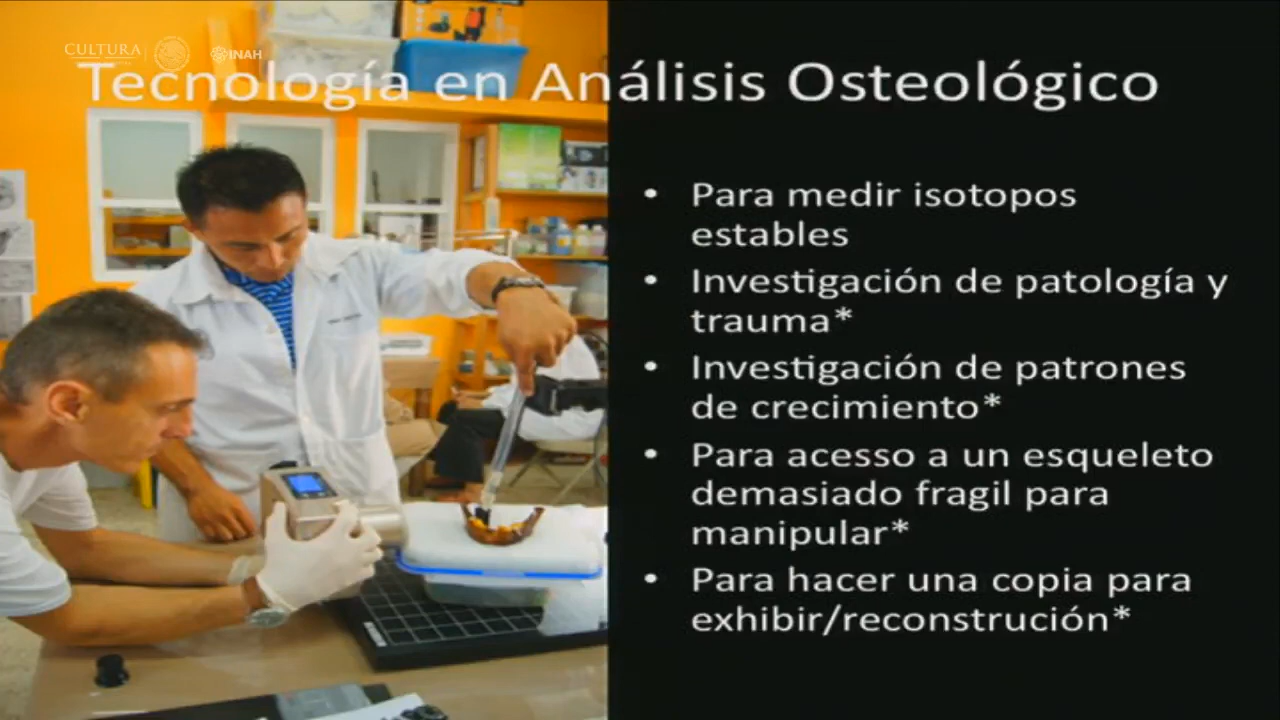 CULTURA
INAH
Tecnología en Análisis Osteológico
• Para medir isotopos
estables
• Investigación de patología y
trauma*
• Investigación de patrones
de crecimiento*
• Para acesso a un esqueleto
demasiado fragil para
manipular*
• Para hacer una copia para
exhibir/reconstrución*